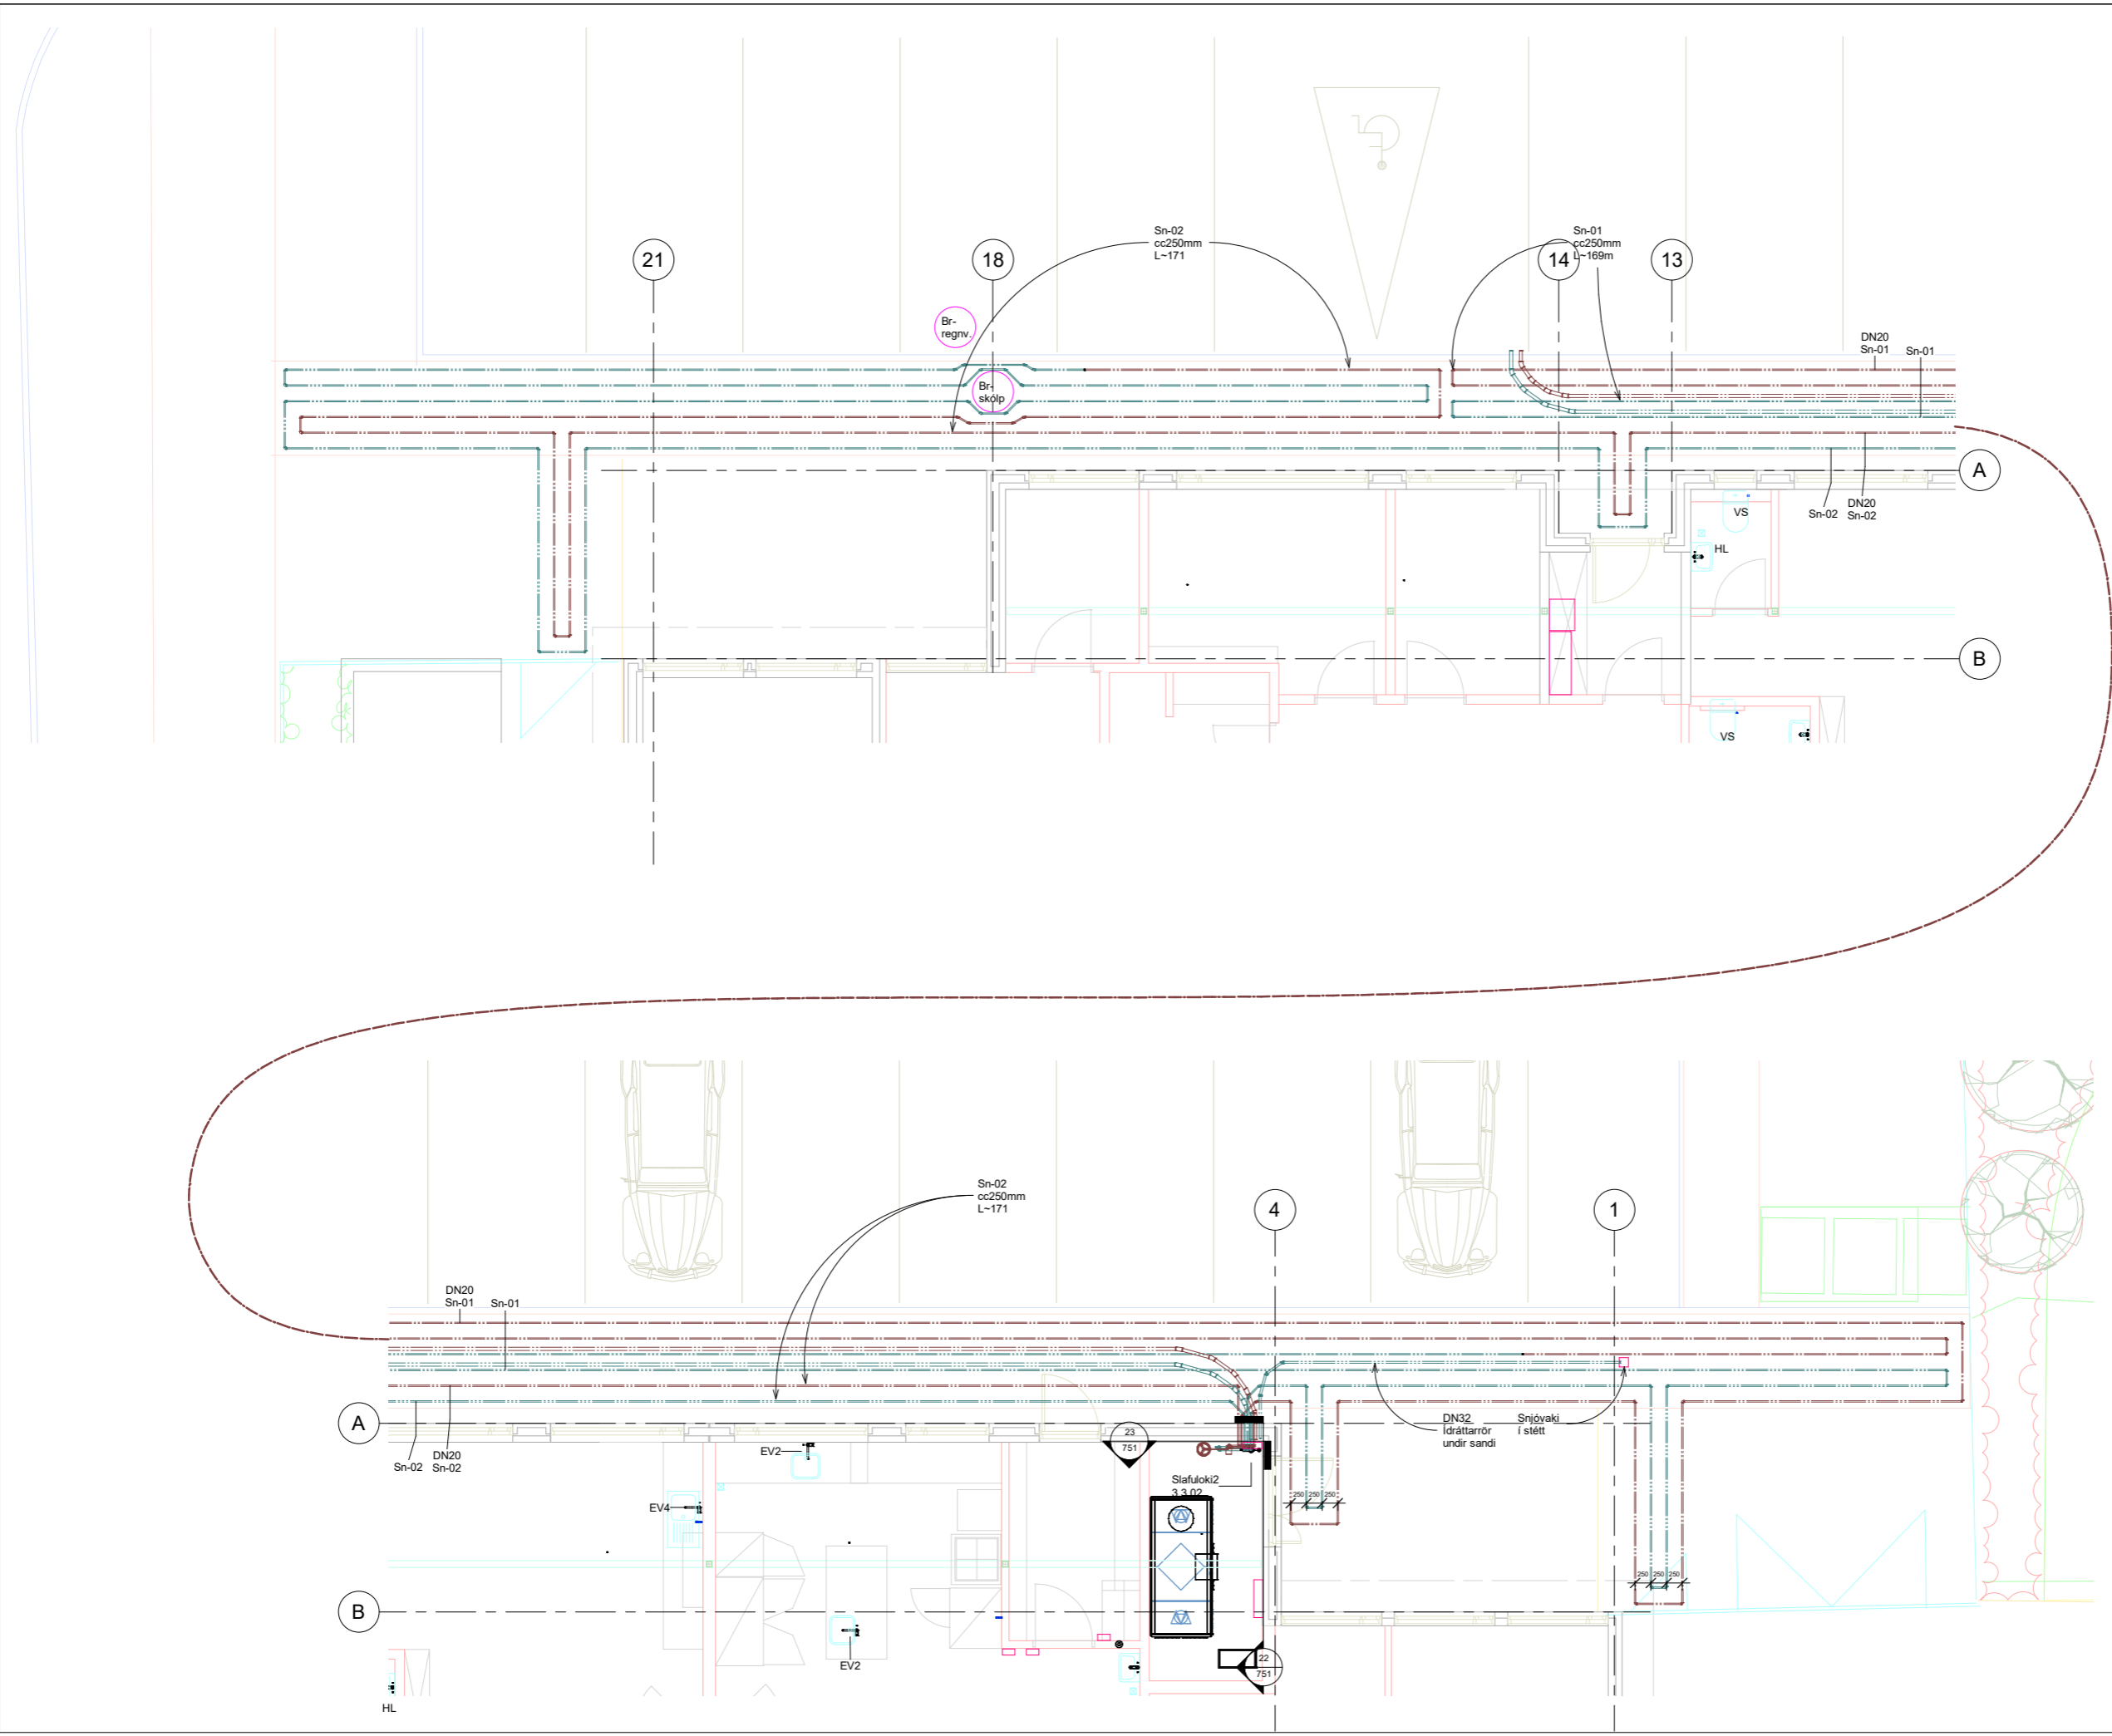 Sn-02
cc250mm
L~171
Sn-01
cc250mm
L~169m
21
18
14
13
Br-
regnv.
Br-
skólp
DN20
Sn-01
Sn-01
A
VS
Sn-02
DN20
Sn-02
HL
B
VS
Sn-02
cc250mm
L~171
4
1
DN20
Sn-01
Sn-01
A
DN32
Ídráttarrör
undir sandi
Snjóvaki
í stétt
23
751
EV2
Sn-02
DN20
Sn-02
Slafuloki2
3.3.02
EV4
250 250 250
250 250 250
B
EV2
22
751
HL